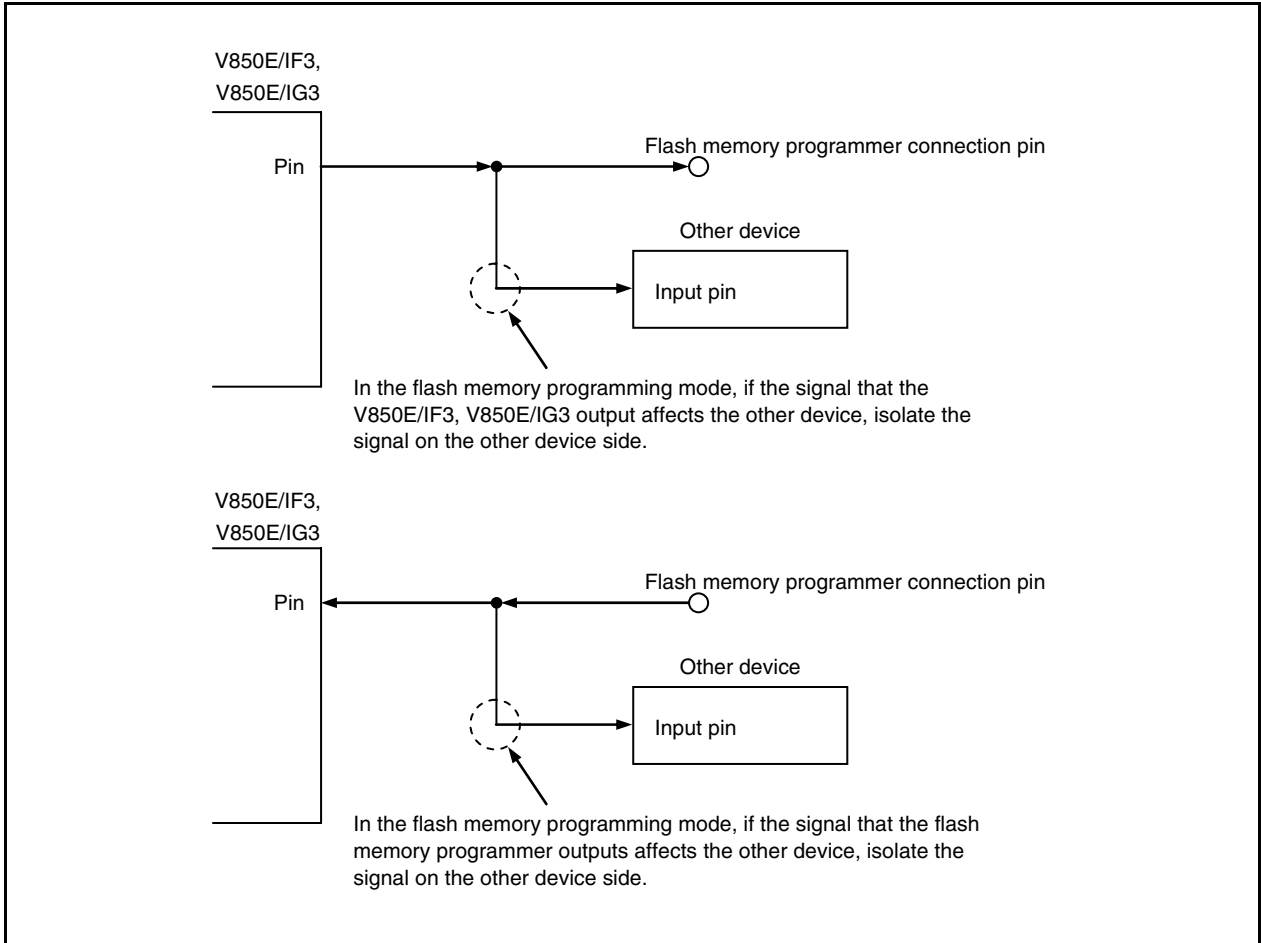 V850E/IF3,
V850E/IG3
Pin
Flash memory programmer connection pin
Other device
Input pin
In the flash memory programming mode, if the signal that the
V850E/IF3, V850E/IG3 output affects the other device, isolate the
signal on the other device side.
V850E/IF3,
V850E/IG3
Pin
Flash memory programmer connection pin
Other device
Input pin
In the flash memory programming mode, if the signal that the flash
memory programmer outputs affects the other device, isolate the
signal on the other device side.